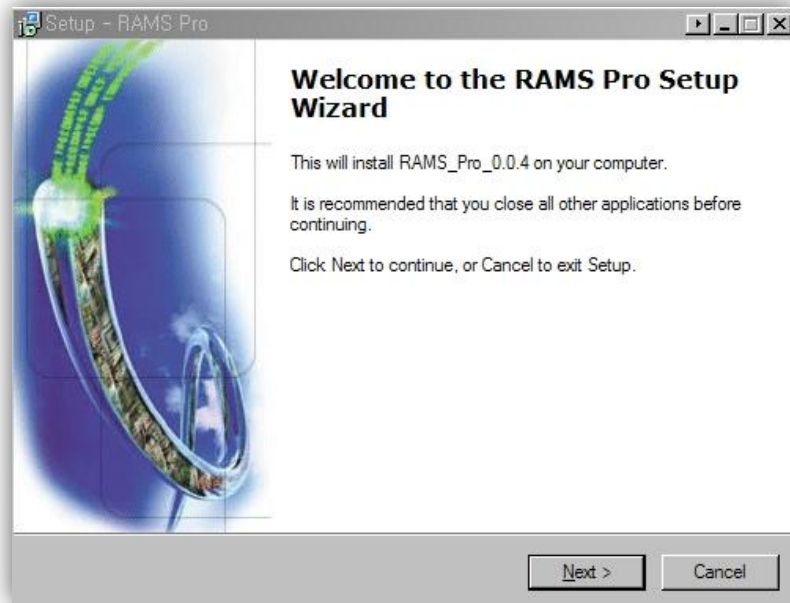 Setup - RAMS Pro
Welcome to the RAMS Pro Setup
Wizard
This will install RAMS_Pro_0.0.4 on your computer.
It is recommended that you close all other applications before
continuing.
Click Next to continue, or Cancel to exit Setup.
Next >
Cancel